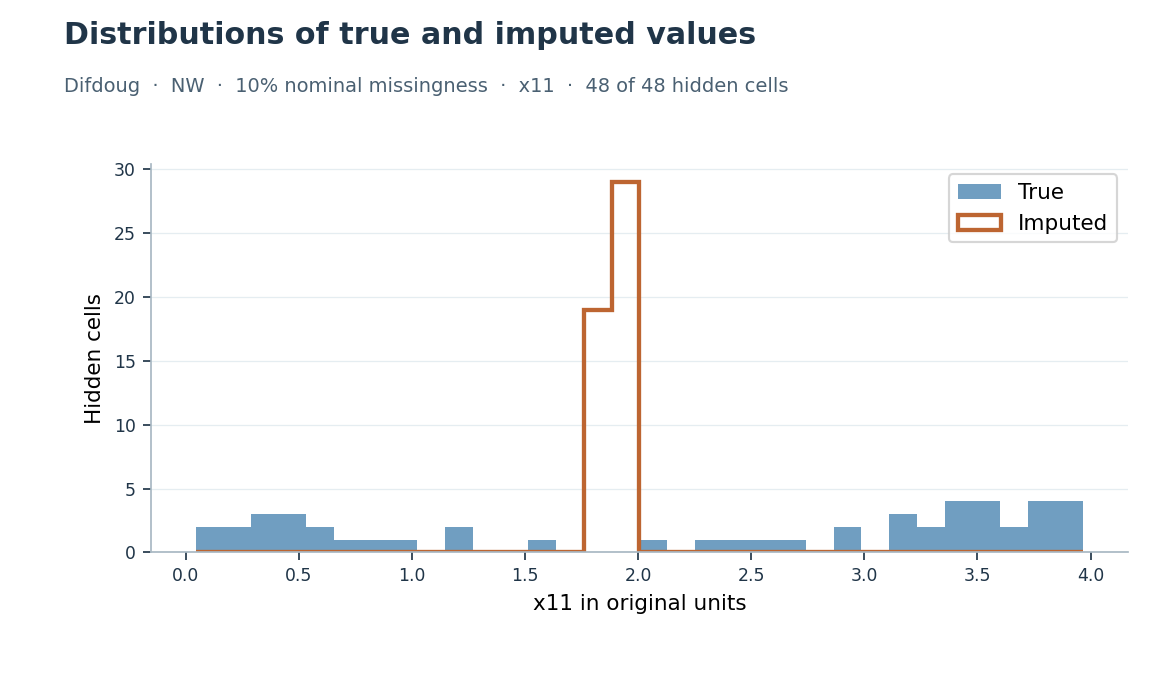 Distributions of true and imputed values
Difdoug · NW · 10% nominal missingness · x11 · 48 of 48 hidden cells
30
25
20
15
10
5
0
Hidden cells
True
Imputed
0.0 0.5 1.0 1.5 2.0 2.5 3.0 3.5 4.0
x11 in original units